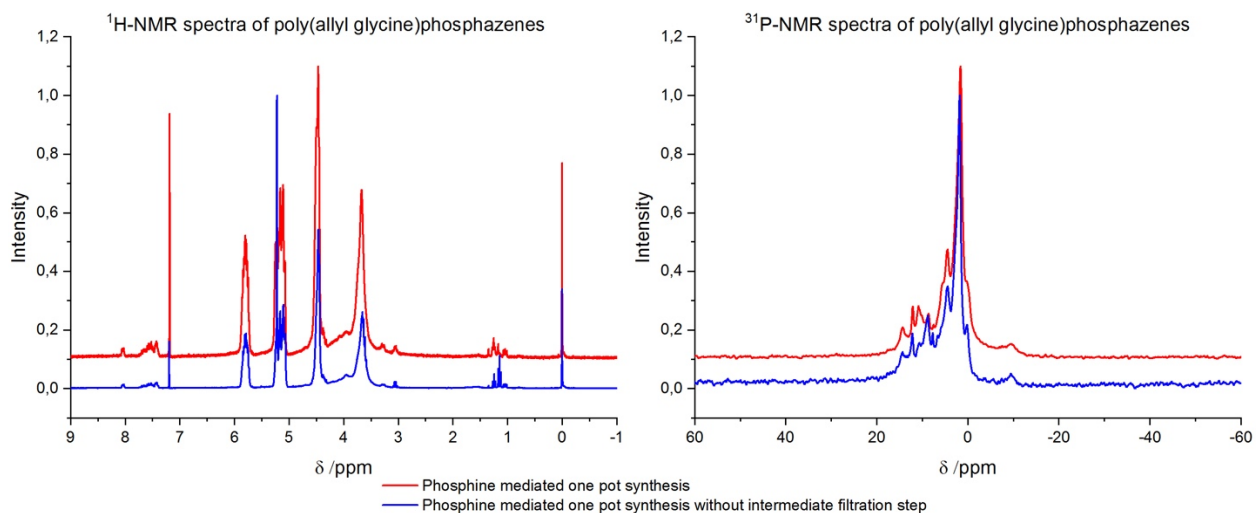 ¹H-NMR spectra of poly(allyl glycine)phosphazenes
1,2
1,0
0,8
0,6
0,4
0,2
0,0
Intensity
9 8 7 6 5 4 3 2 1 0 -1
δ /ppm
³¹P-NMR spectra of poly(allyl glycine)phosphazenes
1,2
1,0
0,8
0,6
0,4
0,2
0,0
Intensity
60 40 20 0 -20 -40 -60
δ /ppm
Phosphine mediated one pot synthesis
Phosphine mediated one pot synthesis without intermediate filtration step